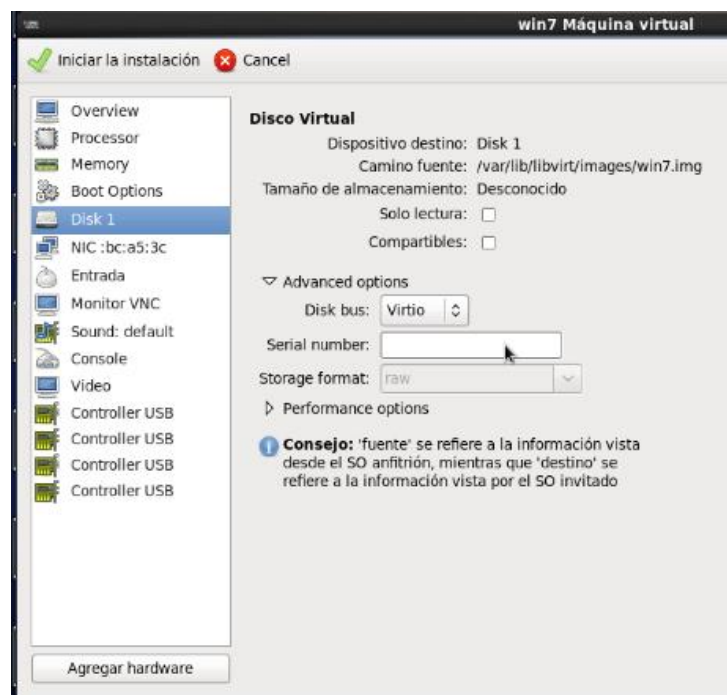 win7 Máquina virtual
Iniciar la instalación Cancel
Overview
Processor
Memory
Boot Options
Disk 1
NIC :bc:a5:3c
Entrada
Monitor VNC
Sound: default
Console
Video
Controller USB
Controller USB
Controller USB
Controller USB
Agregar hardware
Disco Virtual
Dispositivo destino: Disk 1
Camino fuente: /var/lib/libvirt/images/win7.img
Tamaño de almacenamiento: Desconocido
Solo lectura:
Compartibles:
Advanced options
Disk bus: Virtio
Serial number:
Storage format: raw
Performance options
Consejo: 'fuente' se refiere a la información vista
desde el SO anfitrión, mientras que 'destino' se
refiere a la información vista por el SO invitado